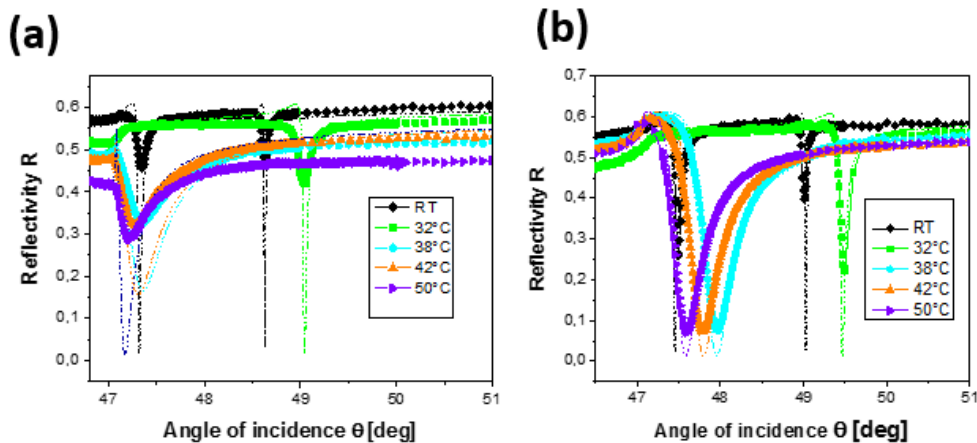 (a)
0,6
0,5
0,4
0,3
0,2
0,1
0,0
Reflectivity R
RT
32°C
38°C
42°C
50°C
47 48 49 50 51
Angle of incidence θ [deg]
(b)
0,7
0,6
0,5
0,4
0,3
0,2
0,1
0,0
Reflectivity R
RT
32°C
38°C
42°C
50°C
47 48 49 50 51
Angle of incidence θ [deg]